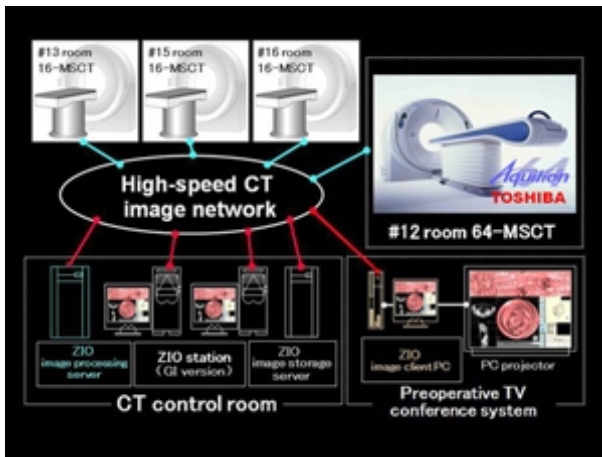 #13 room
16-MSCT
#15 room
16-MSCT
#16 room
16-MSCT
High-speed CT
image network
Aquilion
64
TOSHIBA
#12 room 64-MSCT
ZIO
image processing
server
ZIO station
(GI version)
ZIO
image storage
server
CT control room
ZIO
image client PC
PC projector
Preoperative TV
conference system